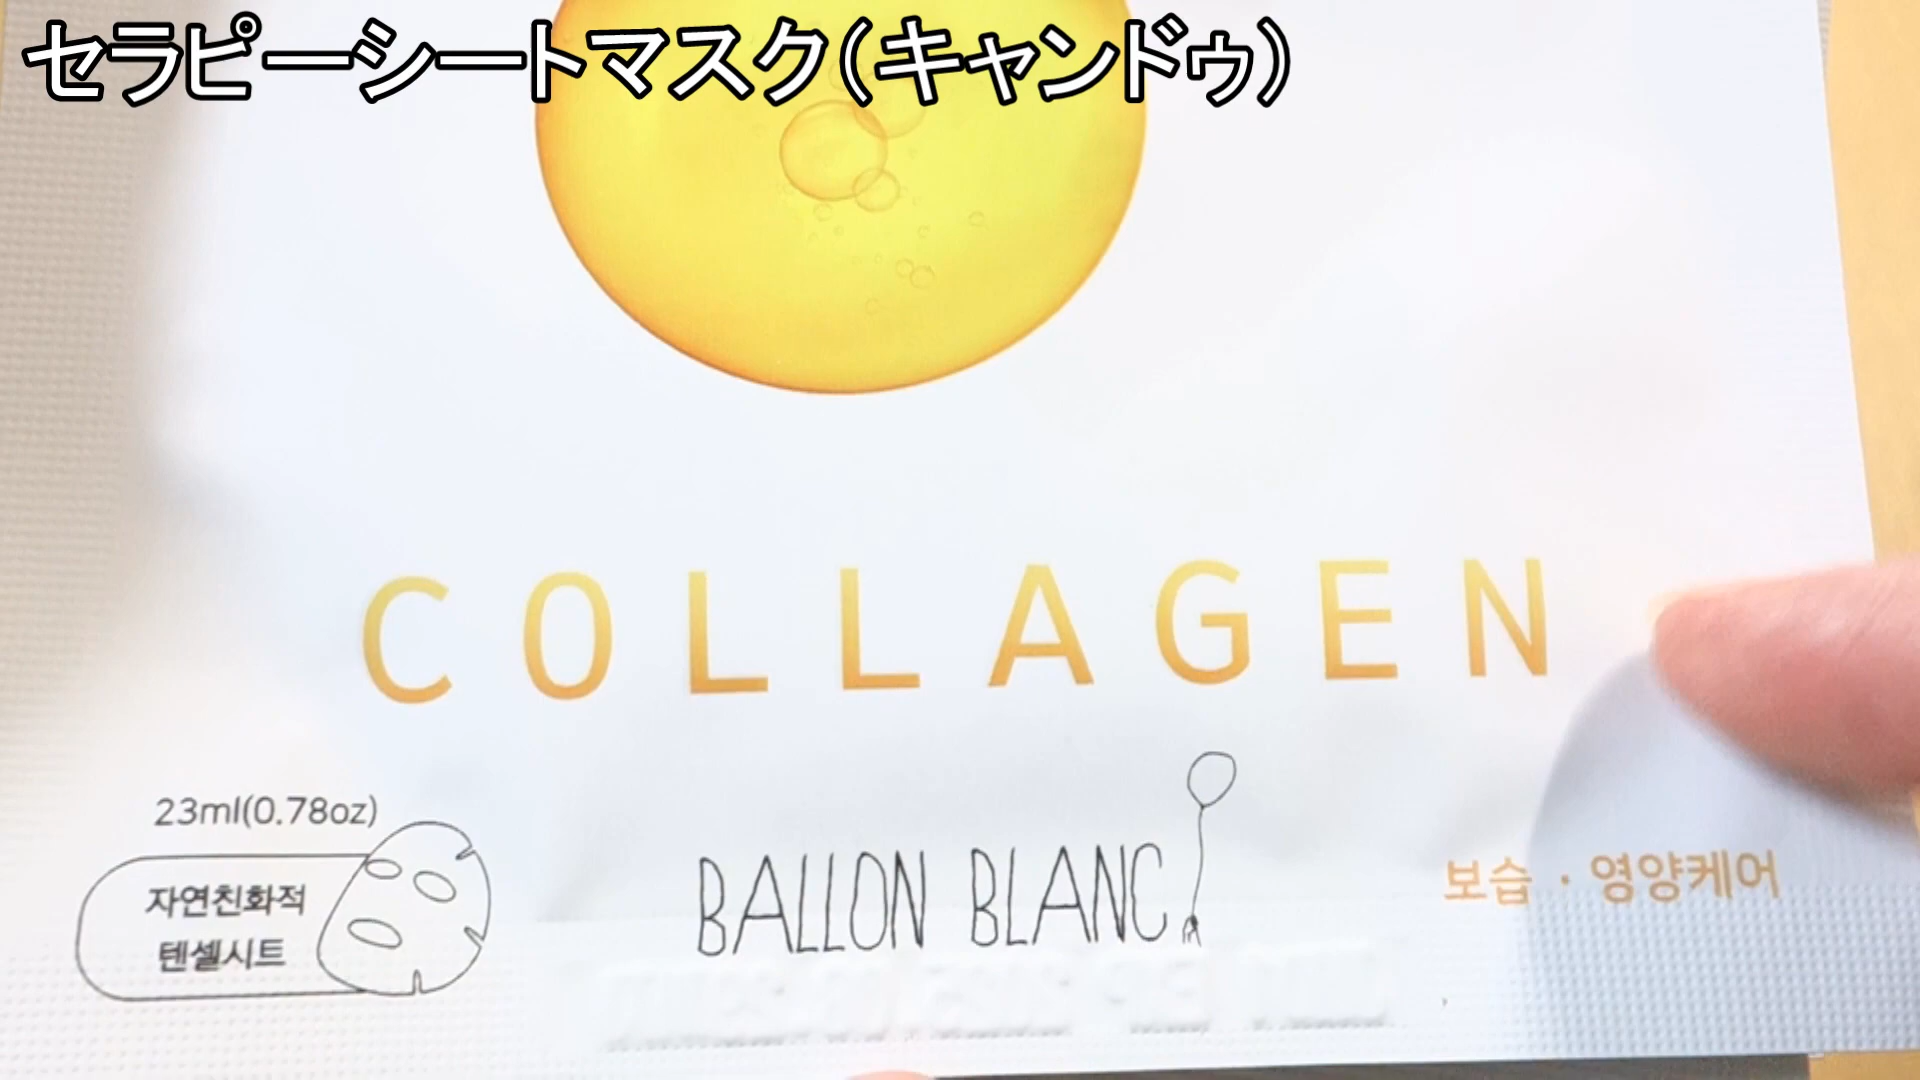 セラピーシートマスク(キャンドゥ)
COLLAGEN
23ml(0.78oz)
자연친화적
텐셀시트
BALLON BLANC
보습 · 영양케어